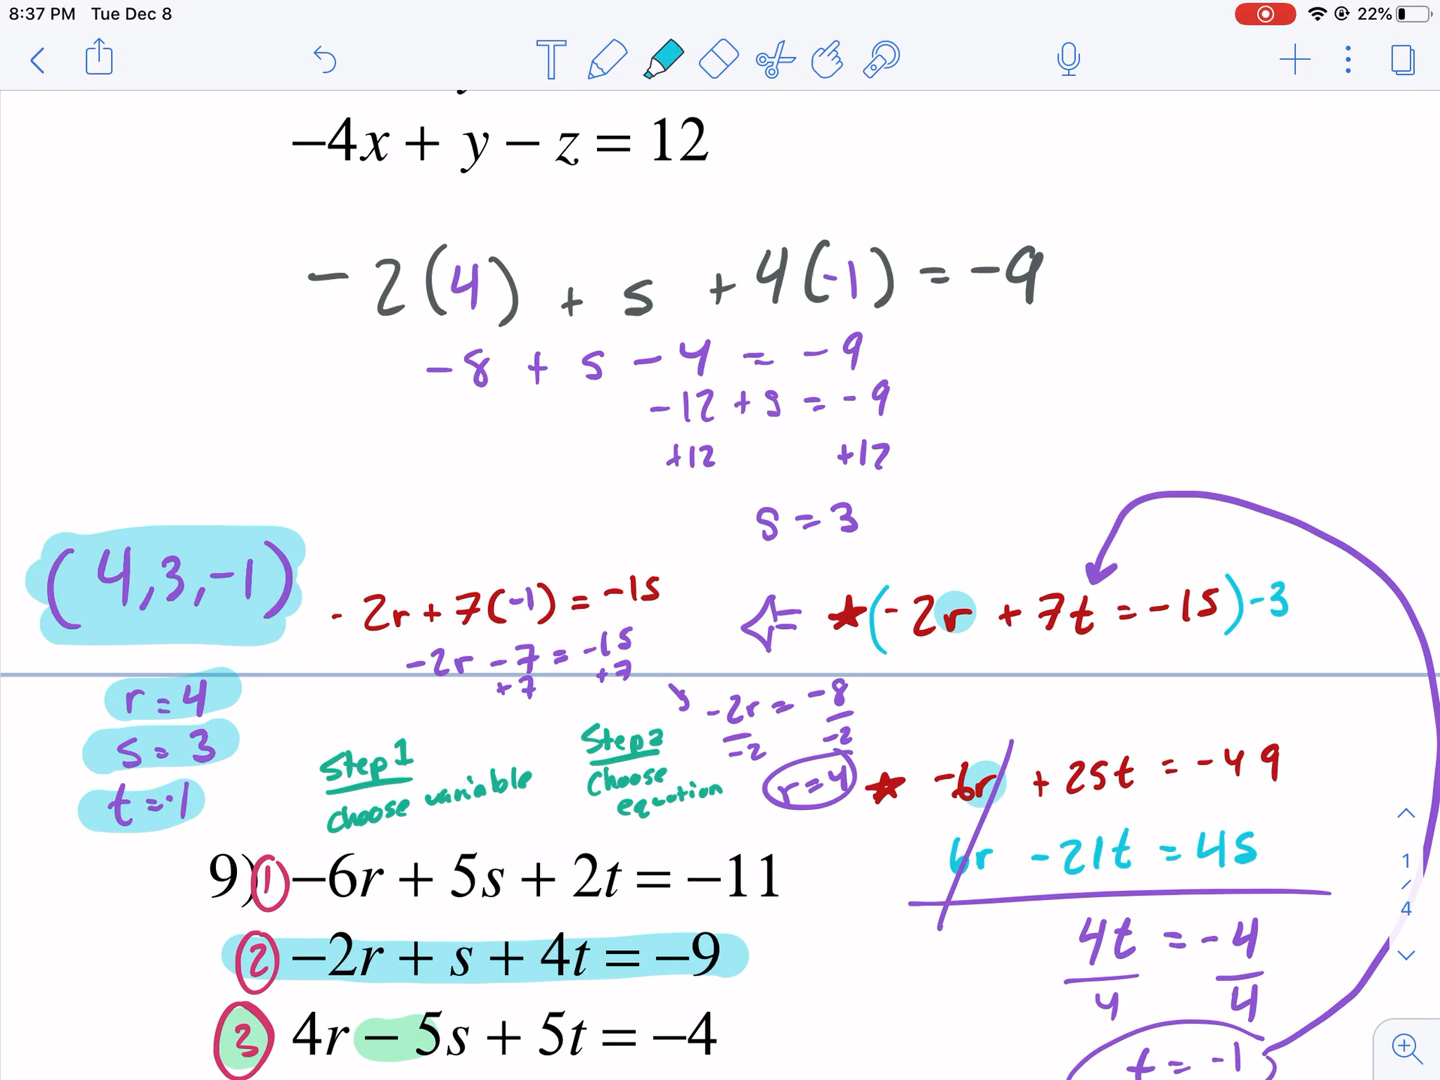 8:37 PM Tue Dec 8
22%
−4x + y − z = 12
-2(4) + s + 4(-1) = -9
-8 + s - 4 = -9
-12 + s = -9
+12 +12
s = 3
(4,3,-1)
r = 4
s = 3
t = -1
-2r + 7(-1) = -15
-2r - 7 = -15
+7 +7
-2r = -8
-2 -2
r = 4
★(-2r + 7t = -15)-3
★ -6r + 25t = -49
6r - 21t = 45
4t = -4
4 4
t = -1
Step 1
Choose variable
Step 2
Choose
equation
9) ① −6r + 5s + 2t = −11
② −2r + s + 4t = −9
③ 4r − 5s + 5t = −4
1
/
4